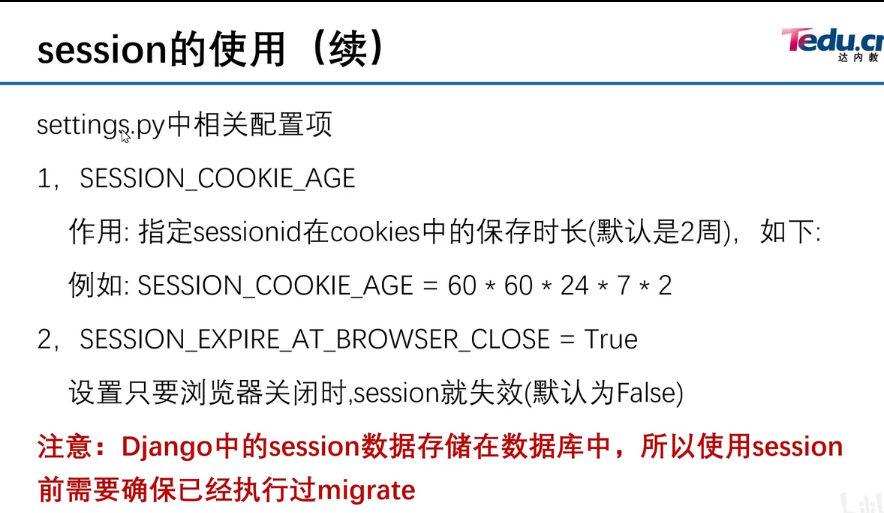 session的使用（续）
Tedu.cn
达内教
settings.py中相关配置项
1，SESSION_COOKIE_AGE
作用: 指定sessionid在cookies中的保存时长(默认是2周)，如下:
例如: SESSION_COOKIE_AGE = 60 * 60 * 24 * 7 * 2
2，SESSION_EXPIRE_AT_BROWSER_CLOSE = True
设置只要浏览器关闭时,session就失效(默认为False)
注意：Django中的session数据存储在数据库中，所以使用session
前需要确保已经执行过migrate